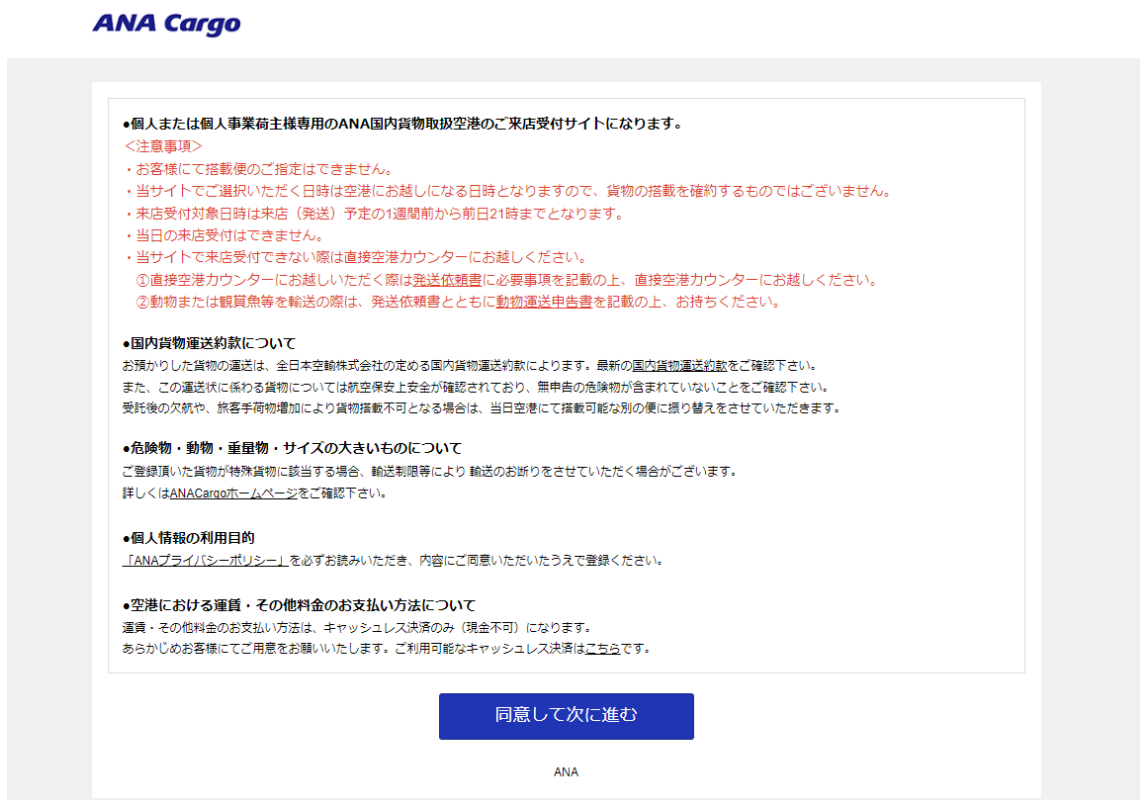 ANA Cargo
●個人または個人事業荷主様専用のANA国内貨物取扱空港のご来店受付サイトになります。
＜注意事項＞
・お客様にて搭載便のご指定はできません。
・当サイトでご選択いただく日時は空港にお越しになる日時となりますので、貨物の搭載を確約するものではございません。
・来店受付対象日時は来店（発送）予定の1週間前から前日21時までとなります。
・当日の来店受付はできません。
・当サイトで来店受付できない際は直接空港カウンターにお越しください。
①直接空港カウンターにお越しいただく際は発送依頼書に必要事項を記載の上、直接空港カウンターにお越しください。
②動物または観賞魚等を輸送の際は、発送依頼書とともに動物運送申告書を記載の上、お持ちください。
●国内貨物運送約款について
お預かりした貨物の運送は、全日本空輸株式会社の定める国内貨物運送約款によります。最新の国内貨物運送約款をご確認下さい。
また、この運送状に係わる貨物については航空保安上安全が確認されており、無申告の危険物が含まれていないことをご確認下さい。
受託後の欠航や、旅客手荷物増加により貨物搭載不可となる場合は、当日空港にて搭載可能な別の便に振り替えをさせていただきます。
●危険物・動物・重量物・サイズの大きいものについて
ご登録頂いた貨物が特殊貨物に該当する場合、輸送制限等により 輸送のお断りをさせていただく場合がございます。
詳しくはANACargoホームページをご確認下さい。
●個人情報の利用目的
「ANAプライバシーポリシー」を必ずお読みいただき、内容にご同意いただいたうえで登録ください。
●空港における運賃・その他料金のお支払い方法について
運賃・その他料金のお支払い方法は、キャッシュレス決済のみ（現金不可）になります。
あらかじめお客様にてご用意をお願いいたします。ご利用可能なキャッシュレス決済はこちらです。
同意して次に進む
ANA